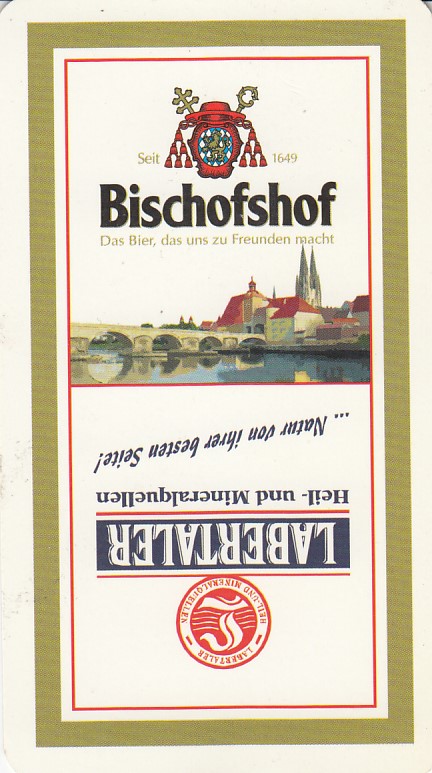 Seit 1649
Bischofshof
Das Bier, das uns zu Freunden macht
... Natur von ihrer besten Seite!
Heil- und Mineralquellen
LABERTALER
HEIL-UND MINERALQUELLEN
LABERTALER